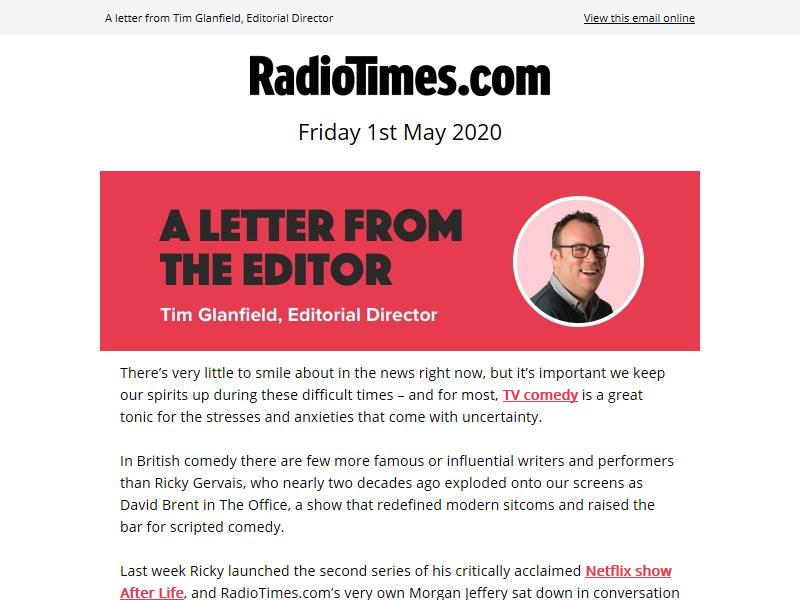 A letter from Tim Glanfield, Editorial Director
View this email online
RadioTimes.com
Friday 1st May 2020
A LETTER FROM
THE EDITOR
Tim Glanfield, Editorial Director
There’s very little to smile about in the news right now, but it’s important we keep
our spirits up during these difficult times – and for most, TV comedy is a great
tonic for the stresses and anxieties that come with uncertainty.
In British comedy there are few more famous or influential writers and performers
than Ricky Gervais, who nearly two decades ago exploded onto our screens as
David Brent in The Office, a show that redefined modern sitcoms and raised the
bar for scripted comedy.
Last week Ricky launched the second series of his critically acclaimed Netflix show
After Life, and RadioTimes.com’s very own Morgan Jeffery sat down in conversation